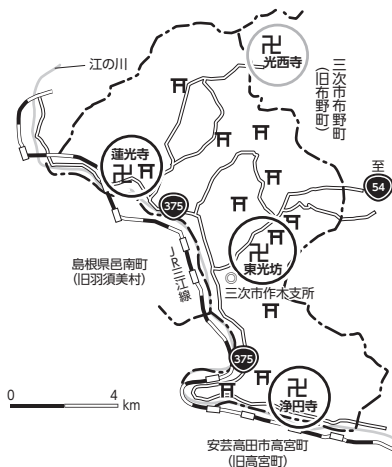 江の川
光西寺
三次市布野町
(旧布野町)
蓮光寺
至
54
375
島根県邑南町
(旧羽須美村)
JR三江線
東光坊
三次市作木支所
375
0 4 km
浄円寺
安芸高田市高宮町
(旧高宮町)